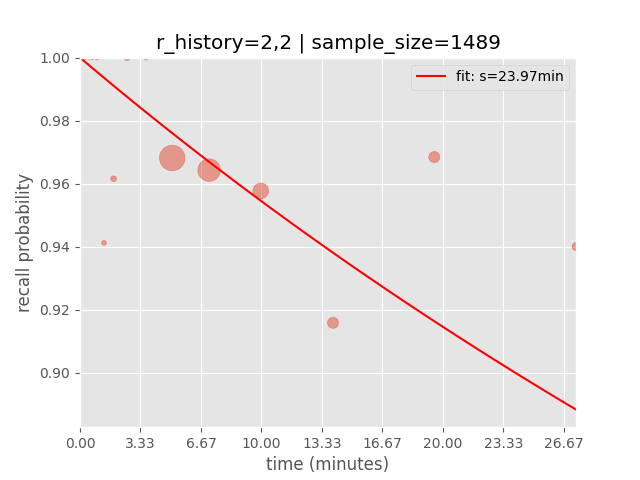 r_history=2,2 | sample_size=1489
fit: s=23.97min
recall probability
1.00
0.98
0.96
0.94
0.92
0.90
0.00 3.33 6.67 10.00 13.33 16.67 20.00 23.33 26.67
time (minutes)